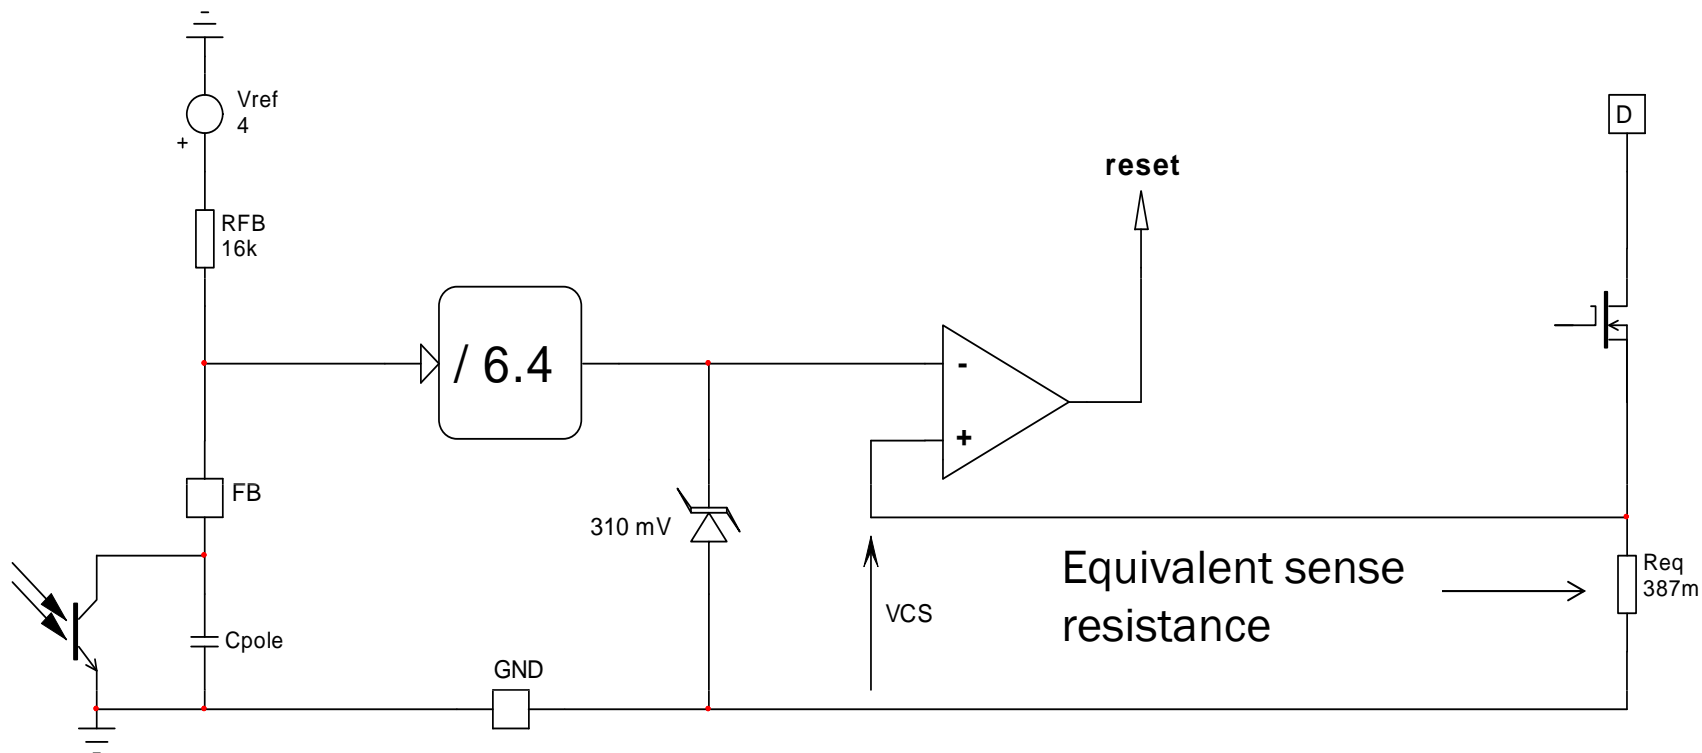 Vref
4
+
D
reset
RFB
16k
/ 6.4
-
+
FB
310 mV
Equivalent sense
resistance
Req
387m
VCS
Cpole
GND